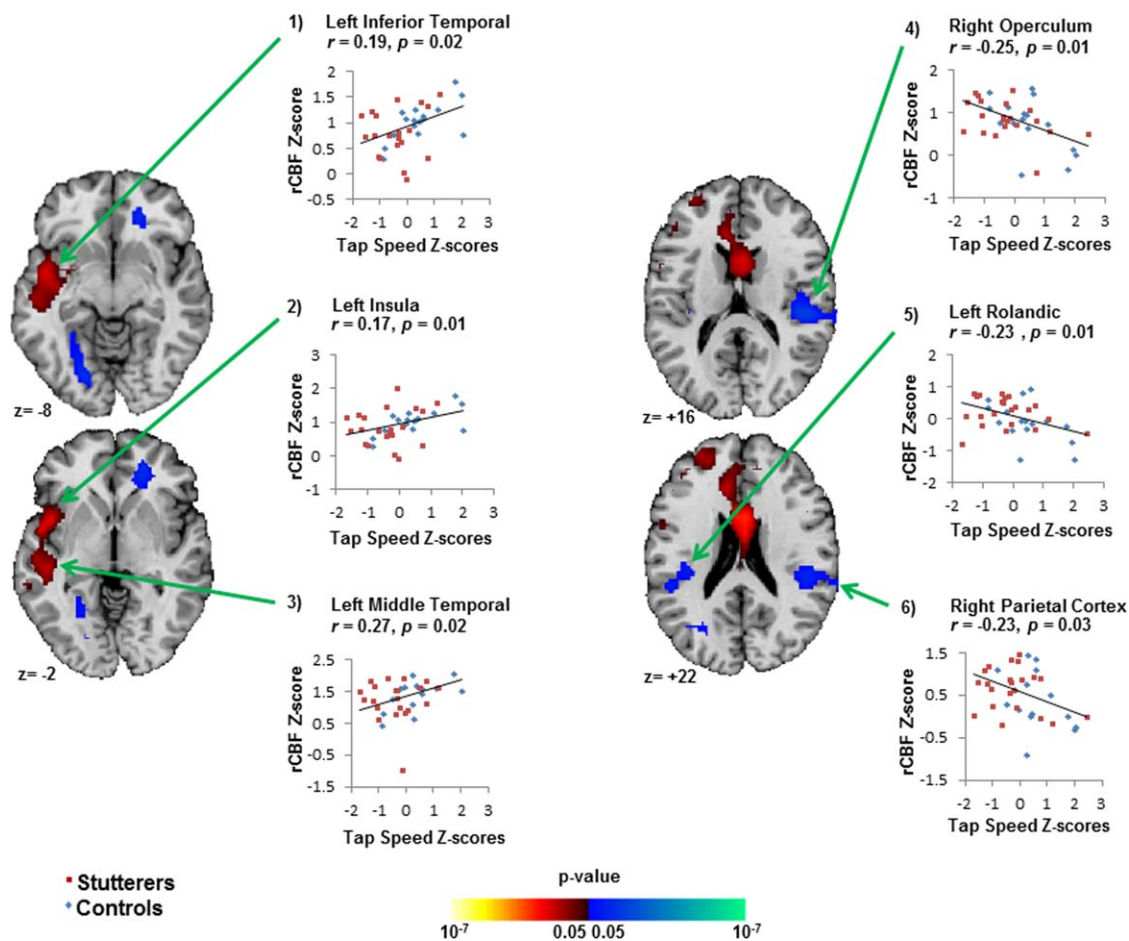 1) Left Inferior Temporal
r = 0.19, p = 0.02
rCBF Z-score
2
1.5
1
0.5
0
-0.5
-2 -1 0 1 2 3
Tap Speed Z-scores
z= -8
2) Left Insula
r = 0.17, p = 0.01
rCBF Z-score
3
2
1
0
-1
-2 -1 0 1 2 3
Tap Speed Z-scores
3) Left Middle Temporal
r = 0.27, p = 0.02
rCBF Z-score
2.5
1.5
0.5
-0.5
-1.5
-2 -1 0 1 2 3
Tap Speed Z-scores
z= -2
4) Right Operculum
r = -0.25, p = 0.01
rCBF Z-score
2
1
0
-1
-2 -1 0 1 2 3
Tap Speed Z-scores
z= +16
5) Left Rolandic
r = -0.23 , p = 0.01
rCBF Z-score
2
1
0
-1
-2
-2 -1 0 1 2 3
Tap Speed Z-scores
z= +22
6) Right Parietal Cortex
r = -0.23, p = 0.03
rCBF Z-score
1.5
0.5
-0.5
1.5
-2 -1 0 1 2 3
Tap Speed Z-scores
Stutterers
Controls
p-value
10-7 0.05 0.05 10-7